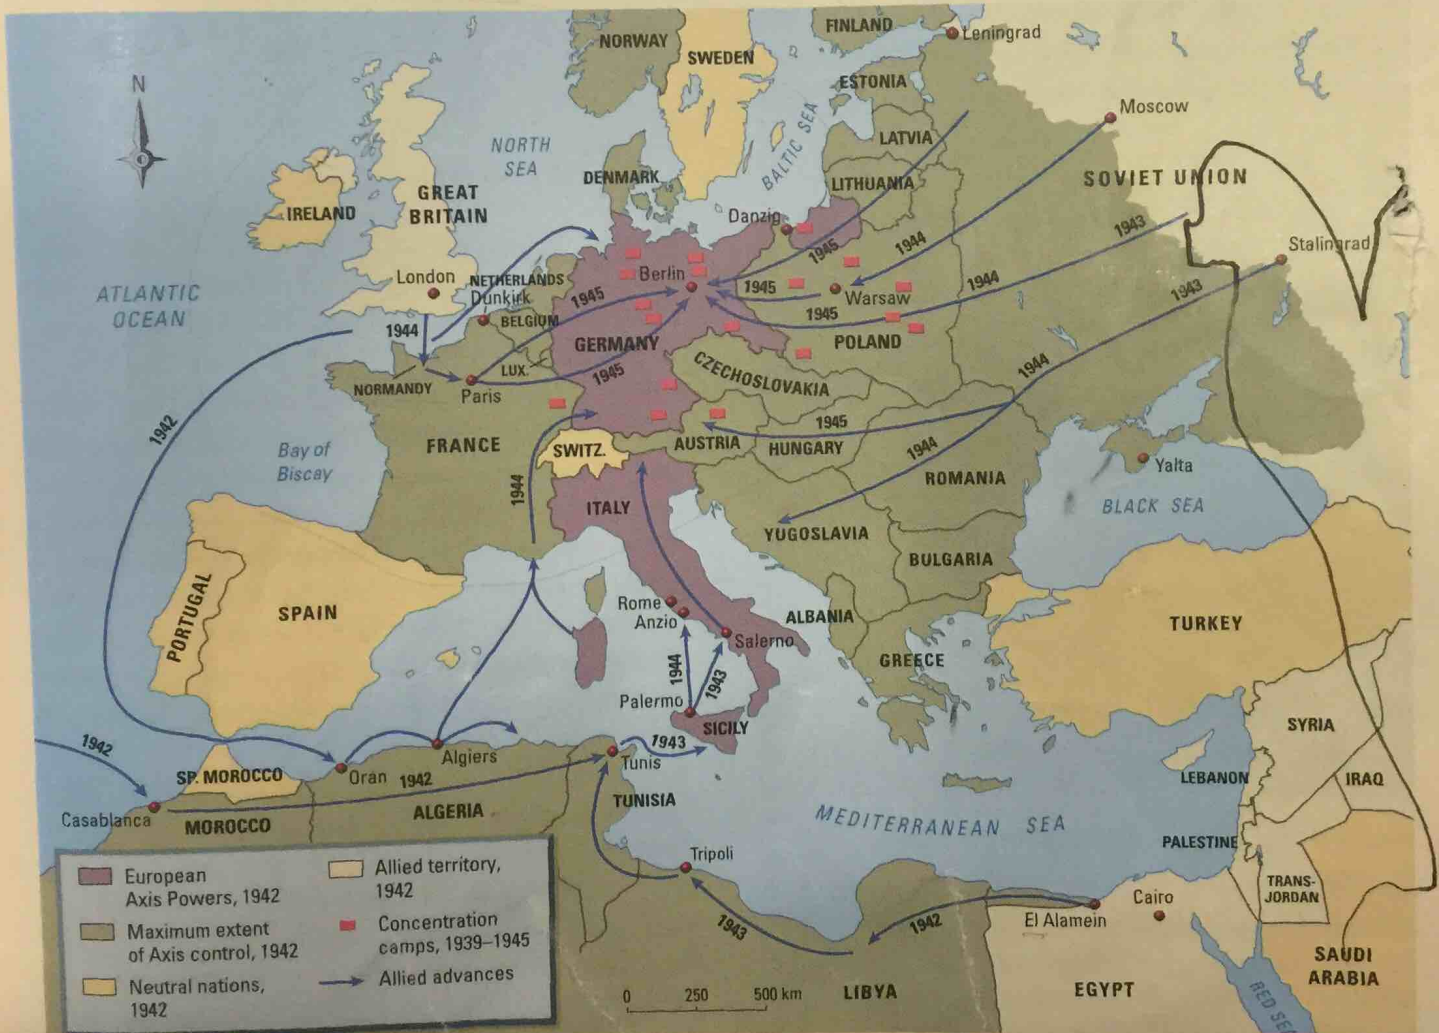 N
NORWAY
SWEDEN
FINLAND
Leningrad
ESTONIA
Moscow
LATVIA
BALTIC SEA
NORTH
SEA
DENMARK
LITHUANIA
SOVIET UNION
IRELAND
GREAT
BRITAIN
Danzig
1945
1944
1943
Stalingrad
ATLANTIC
OCEAN
London
NETHERLANDS
Dunkirk
Berlin
1945
1945
Warsaw
1944
1943
1944
BELGIUM
1945
1945
POLAND
GERMANY
LUX.
NORMANDY
Paris
1945
CZECHOSLOVAKIA
1944
1942
Bay of
Biscay
FRANCE
SWITZ.
AUSTRIA
HUNGARY
1945
1944
Yalta
ROMANIA
1944
ITALY
BLACK SEA
YUGOSLAVIA
BULGARIA
PORTUGAL
SPAIN
Rome
Anzio
ALBANIA
Salerno
TURKEY
GREECE
1944
1943
Palermo
SICILY
SYRIA
1942
SP. MOROCCO
Oran
Algiers
1943
Tunis
LEBANON
IRAQ
1942
Casablanca
MOROCCO
ALGERIA
TUNISIA
MEDITERRANEAN SEA
PALESTINE
Tripoli
TRANS-
JORDAN
Cairo
El Alamein
1942
1943
LIBYA
EGYPT
RED SEA
SAUDI
ARABIA
European
Axis Powers, 1942
Maximum extent
of Axis control, 1942
Neutral nations,
1942
Allied territory,
1942
Concentration
camps, 1939–1945
Allied advances
0 250 500 km